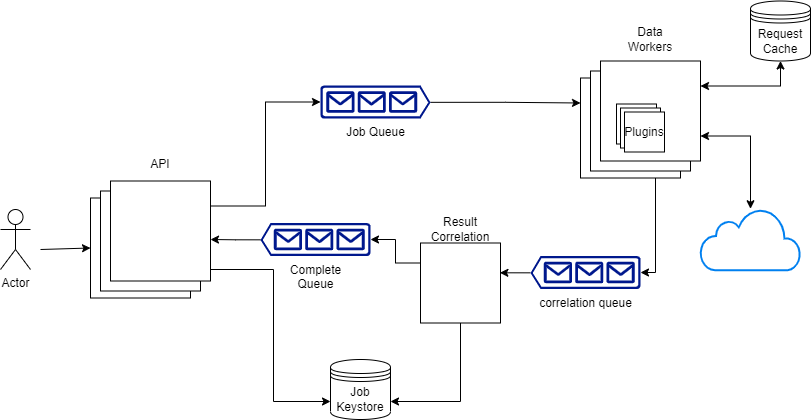 Data
Workers
Request
Cache
Job Queue
Plugins
API
Result
Correlation
Actor
Complete
Queue
correlation queue
Job
Keystore